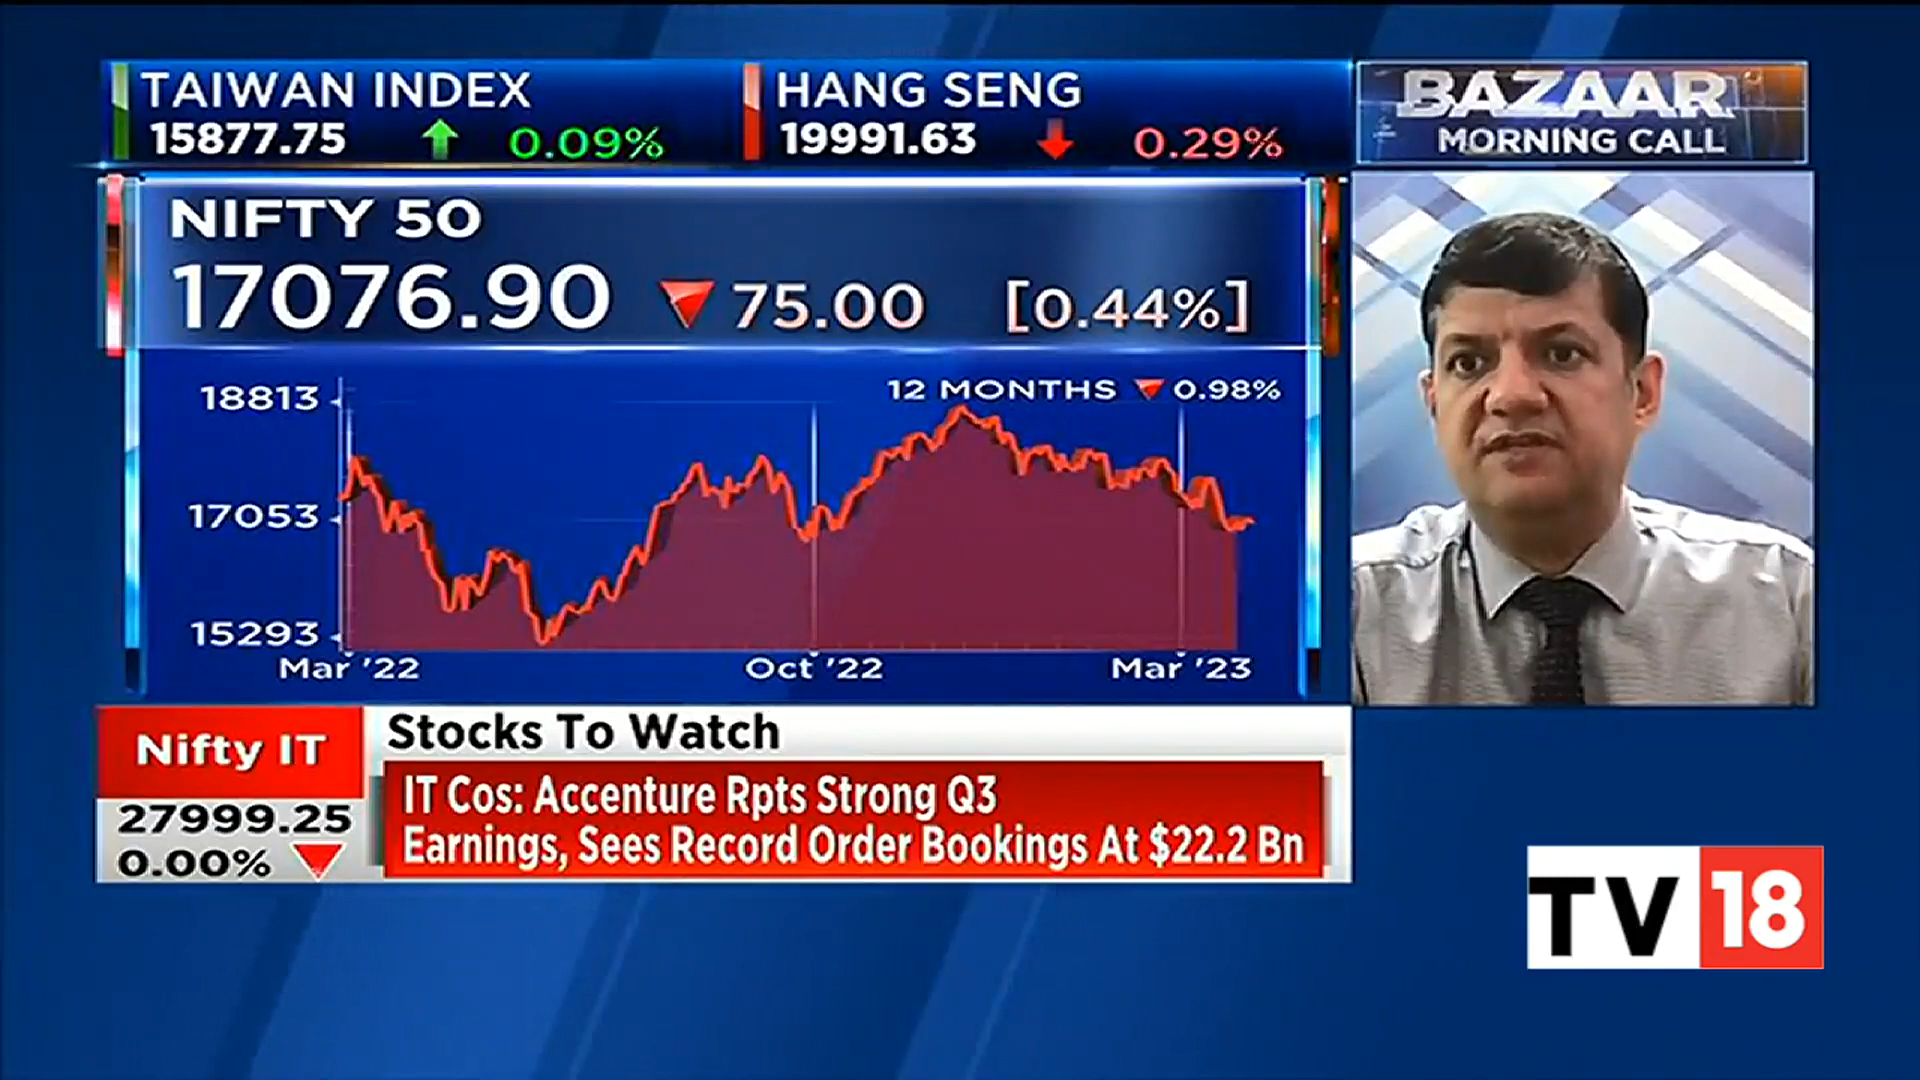 TAIWAN INDEX
15877.75 0.09%
HANG SENG
19991.63 0.29%
BAZAAR
MORNING CALL
NIFTY 50
17076.90 75.00 [0.44%]
12 MONTHS 0.98%
18813
17053
15293
Mar '22 Oct '22 Mar '23
Nifty IT
27999.25
0.00%
Stocks To Watch
IT Cos: Accenture Rpts Strong Q3
Earnings, Sees Record Order Bookings At $22.2 Bn
TV18